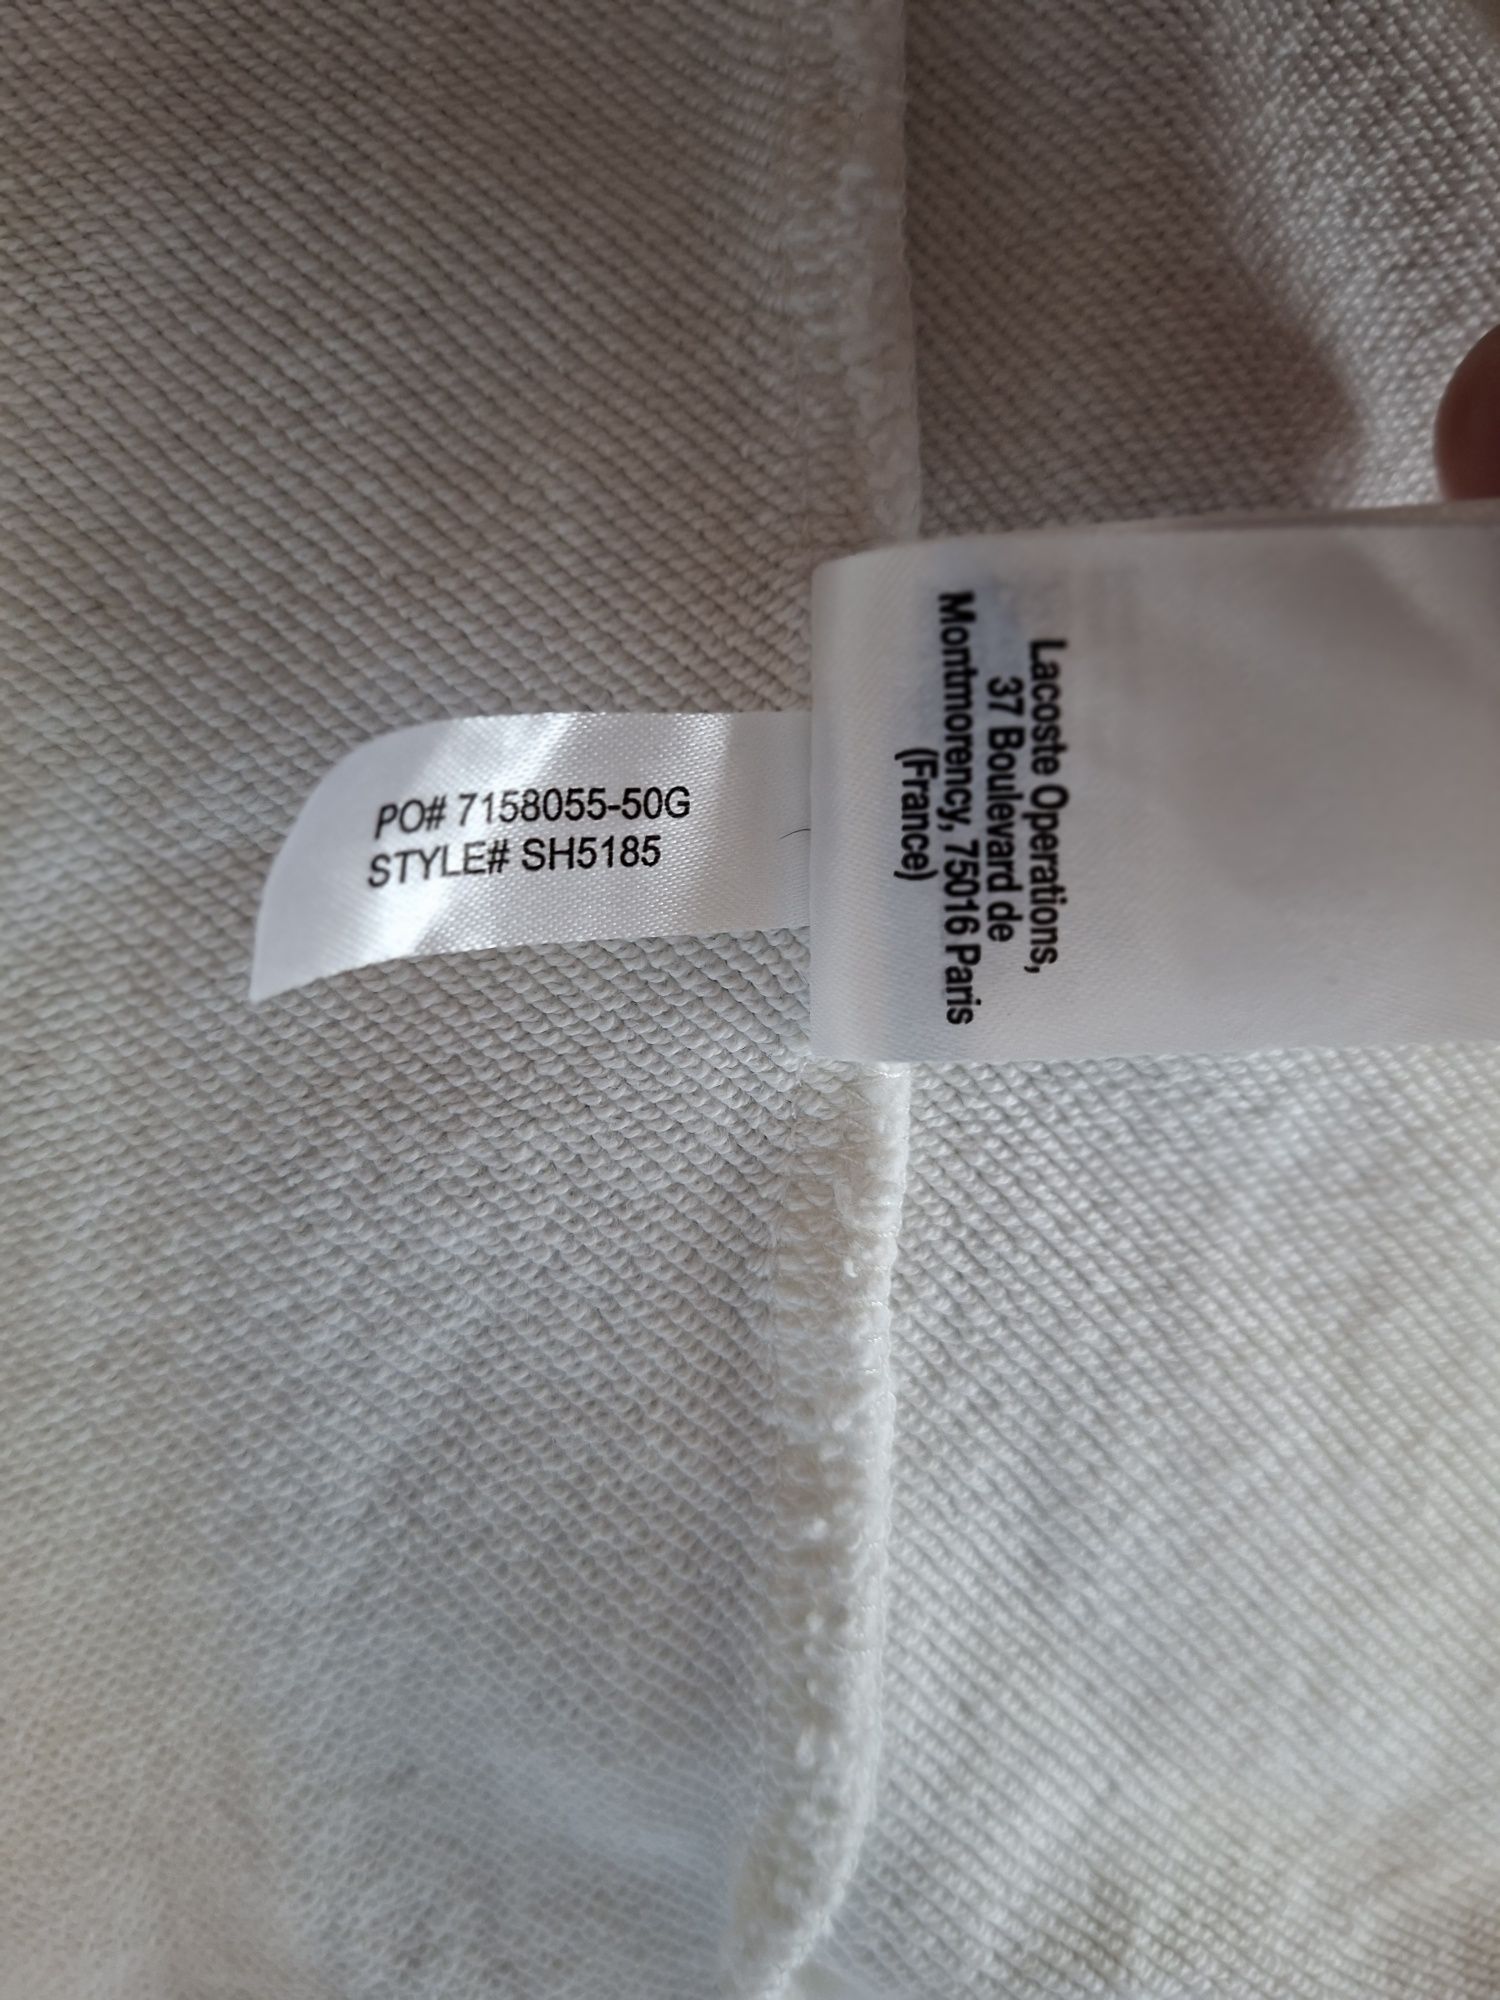 PO# 7158055-50G
STYLE# SH5185
Lacoste Operations,
37 Boulevard de
Montmorency, 75016 Paris
(France)